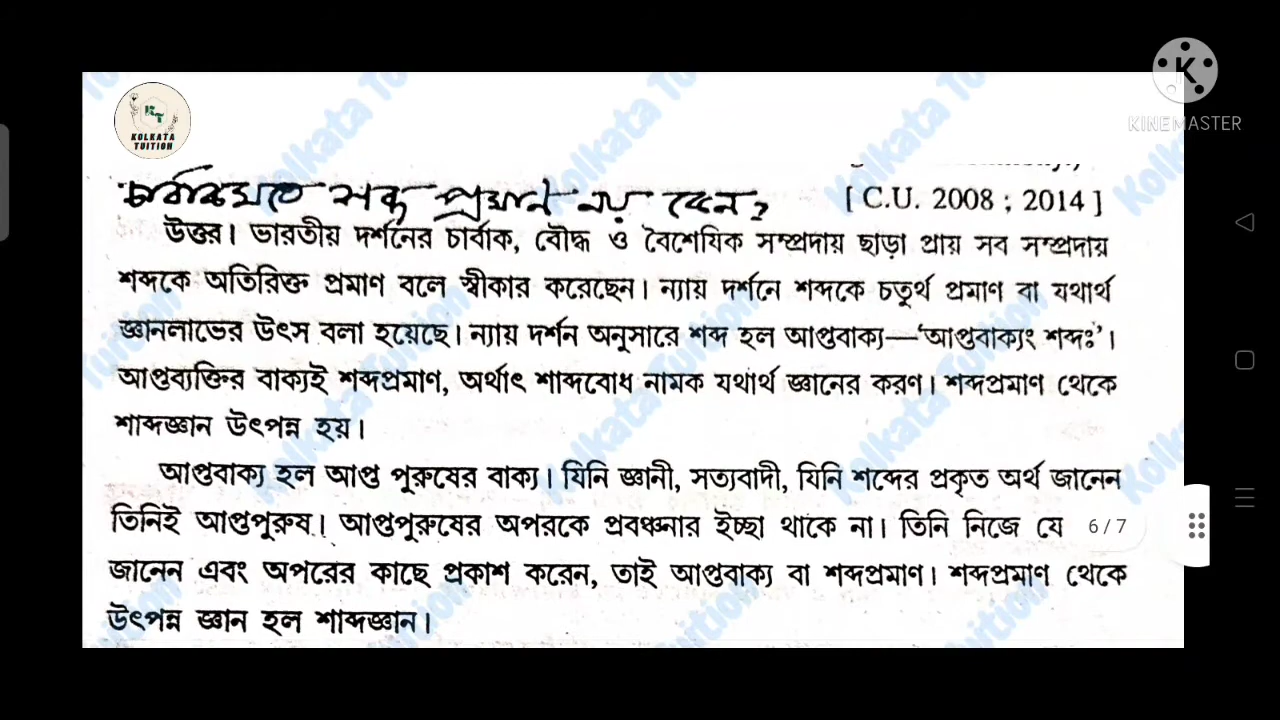 KOLKATA
TUITION
KINEMASTER
চার্বাকমতে শব্দ প্রমাণ নয় কেন?
[ C.U. 2008 ; 2014 ]
উত্তর। ভারতীয় দর্শনের চার্বাক, বৌদ্ধ ও বৈশেষিক সম্প্রদায় ছাড়া প্রায় সব সম্প্রদায়
শব্দকে অতিরিক্ত প্রমাণ বলে স্বীকার করেছেন। ন্যায় দর্শনে শব্দকে চতুর্থ প্রমাণ বা যথার্থ
জ্ঞানলাভের উৎস বলা হয়েছে। ন্যায় দর্শন অনুসারে শব্দ হল আপ্তবাক্য—‘আপ্তবাক্যং শব্দঃ’।
আপ্তব্যক্তির বাক্যই শব্দপ্রমাণ, অর্থাৎ শাব্দবোধ নামক যথার্থ জ্ঞানের করণ। শব্দপ্রমাণ থেকে
শাব্দজ্ঞান উৎপন্ন হয়।
আপ্তবাক্য হল আপ্ত পুরুষের বাক্য। যিনি জ্ঞানী, সত্যবাদী, যিনি শব্দের প্রকৃত অর্থ জানেন
তিনিই আপ্তপুরুষ। আপ্তপুরুষের অপরকে প্রবঞ্চনার ইচ্ছা থাকে না। তিনি নিজে যে
6 / 7
জানেন এবং অপরের কাছে প্রকাশ করেন, তাই আপ্তবাক্য বা শব্দপ্রমাণ। শব্দপ্রমাণ থেকে
উৎপন্ন জ্ঞান হল শাব্দজ্ঞান।